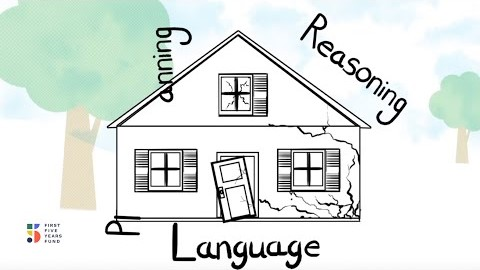 anning
Reasoning
Pl
Language
FIRST
FIVE
YEARS
FUND